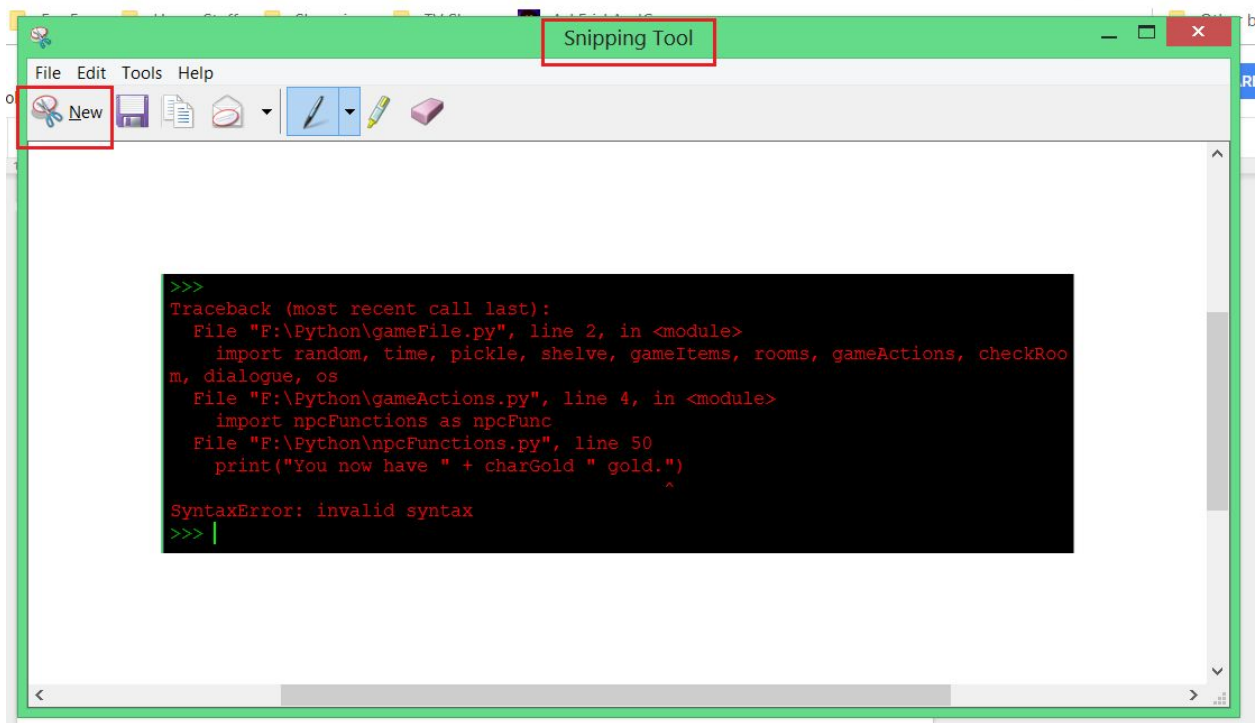 Snipping Tool
File Edit Tools Help
New
>>>
Traceback (most recent call last):
  File "F:\Python\gameFile.py", line 2, in <module>
    import random, time, pickle, shelve, gameItems, rooms, gameActions, checkRoo
m, dialogue, os
  File "F:\Python\gameActions.py", line 4, in <module>
    import npcFunctions as npcFunc
  File "F:\Python\npcFunctions.py", line 50
    print("You now have " + charGold " gold.")
                                            ^
SyntaxError: invalid syntax
>>>